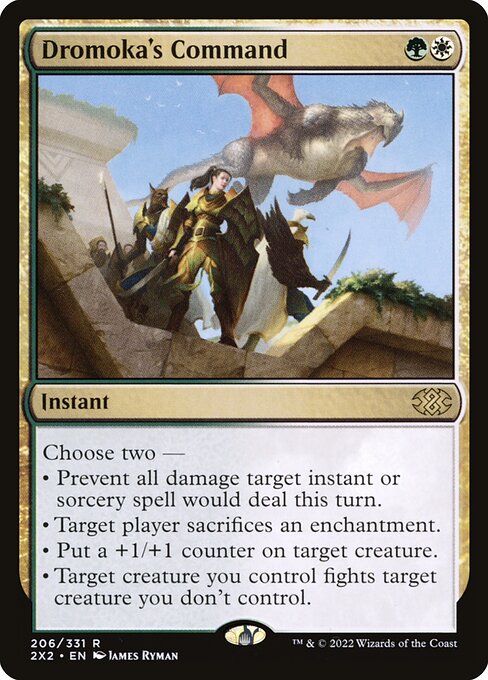 Dromoka's Command
Instant
Choose two —
• Prevent all damage target instant or
sorcery spell would deal this turn.
• Target player sacrifices an enchantment.
• Put a +1/+1 counter on target creature.
• Target creature you control fights target
creature you don't control.
206/331 R
2X2 • EN James Ryman
™ & © 2022 Wizards of the Coast